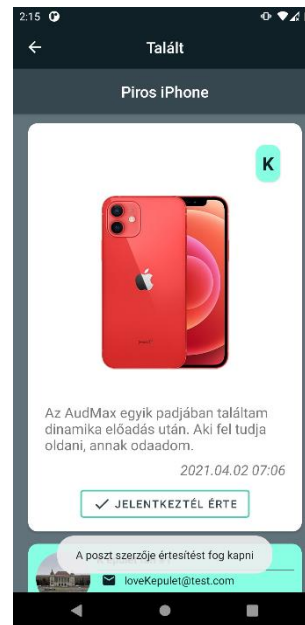 2:15
Talált
Piros iPhone
K
Az AudMax egyik padjában találtam
dinamika előadás után. Aki fel tudja
oldani, annak odaadom.
2021.04.02 07:06
JELENTKEZTÉL ÉRTE
A poszt szerzője értesítést fog kapni
loveKepulet@test.com